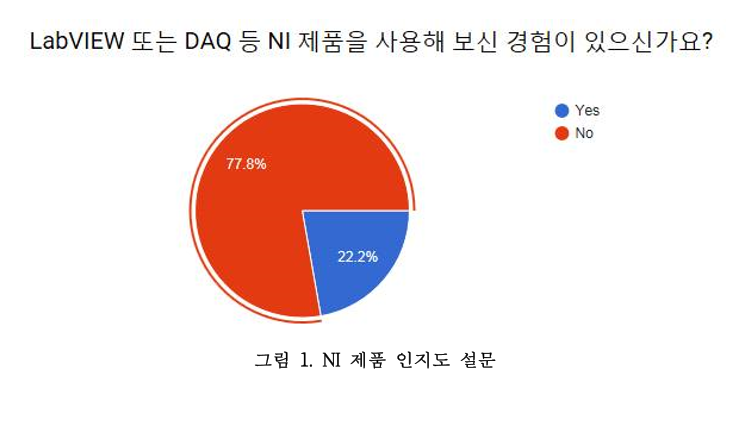 LabVIEW 또는 DAQ 등 NI 제품을 사용해 보신 경험이 있으신가요?
Yes
No
77.8%
22.2%
그림 1. NI 제품 인지도 설문